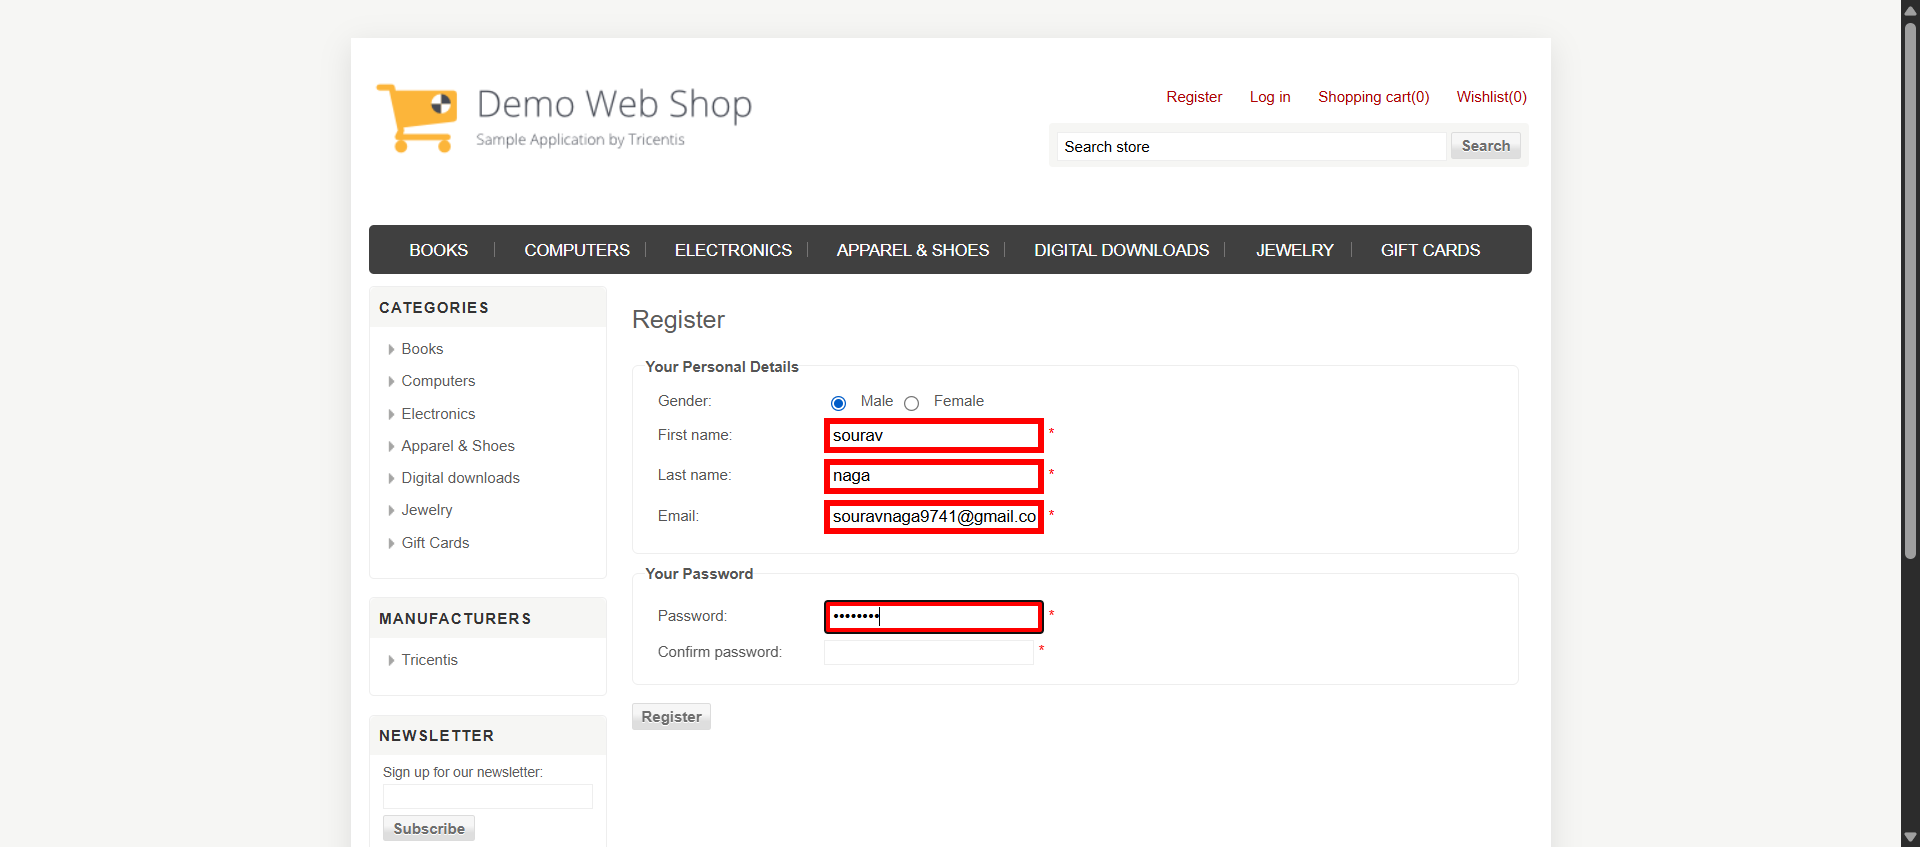 Demo Web Shop
Sample Application by Tricentis
Register Log in Shopping cart(0) Wishlist(0)
Search store Search
BOOKS COMPUTERS ELECTRONICS APPAREL & SHOES DIGITAL DOWNLOADS JEWELRY GIFT CARDS
CATEGORIES
Books
Computers
Electronics
Apparel & Shoes
Digital downloads
Jewelry
Gift Cards
MANUFACTURERS
Tricentis
NEWSLETTER
Sign up for our newsletter:
Subscribe
Register
Your Personal Details
Gender: Male Female
First name: sourav *
Last name: naga *
Email: souravnaga9741@gmail.co *
Your Password
Password: •••••••• *
Confirm password: *
Register